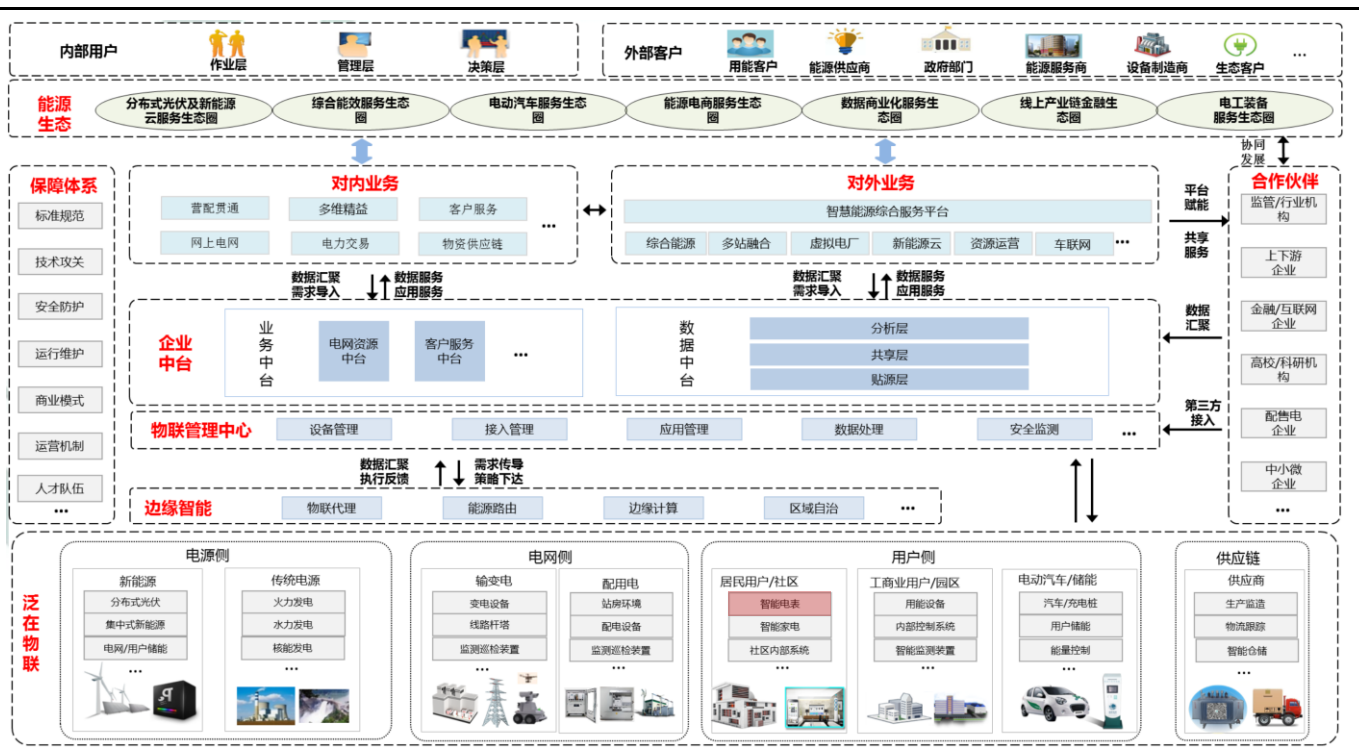 内部用户
作业层
管理层
决策层
外部客户
用能客户
能源供应商
政府部门
能源服务商
设备制造商
生态客户
...
能源
生态
分布式光伏及新能源
云服务生态圈
综合能效服务生态
圈
电动汽车服务生态
圈
能源电商服务生态
圈
数据商业化服务生
态圈
线上产业链金融生
态圈
电工装备
服务生态圈
协同
发展
保障体系
标准规范
技术攻关
安全防护
运行维护
商业模式
运营机制
人才队伍
...
对内业务
营配贯通
多维精益
客户服务
网上电网
电力交易
物资供应链
...
对外业务
智慧能源综合服务平台
综合能源
多站融合
虚拟电厂
新能源云
资源运营
车联网
...
平台
赋能
共享
服务
合作伙伴
监管/行业机
构
上下游
企业
金融/互联网
企业
高校/科研机
构
配售电
企业
中小微
企业
...
数据汇聚
需求导入
数据服务
应用服务
数据汇聚
需求导入
数据服务
应用服务
企业
中台
业
务
中
台
电网资源
中台
客户服务
中台
...
数
据
中
台
分析层
共享层
贴源层
数据
汇聚
物联管理中心
设备管理
接入管理
应用管理
数据处理
安全监测
...
第三方
接入
数据汇聚
执行反馈
需求传导
策略下达
边缘智能
物联代理
能源路由
边缘计算
区域自治
...
泛
在
物
联
电源侧
新能源
分布式光伏
集中式新能源
电网/用户储能
...
传统电源
火力发电
水力发电
核能发电
...
电网侧
输变电
变电设备
线路杆塔
监测巡检装置
...
配用电
站房环境
配电设备
监测巡检装置
...
用户侧
居民用户/社区
智能电表
智能家电
社区内部系统
...
工商业用户/园区
用能设备
内部控制系统
智能监测装置
...
电动汽车/储能
汽车/充电桩
用户储能
能量控制
...
供应链
供应商
生产监造
物流跟踪
智能仓储
...